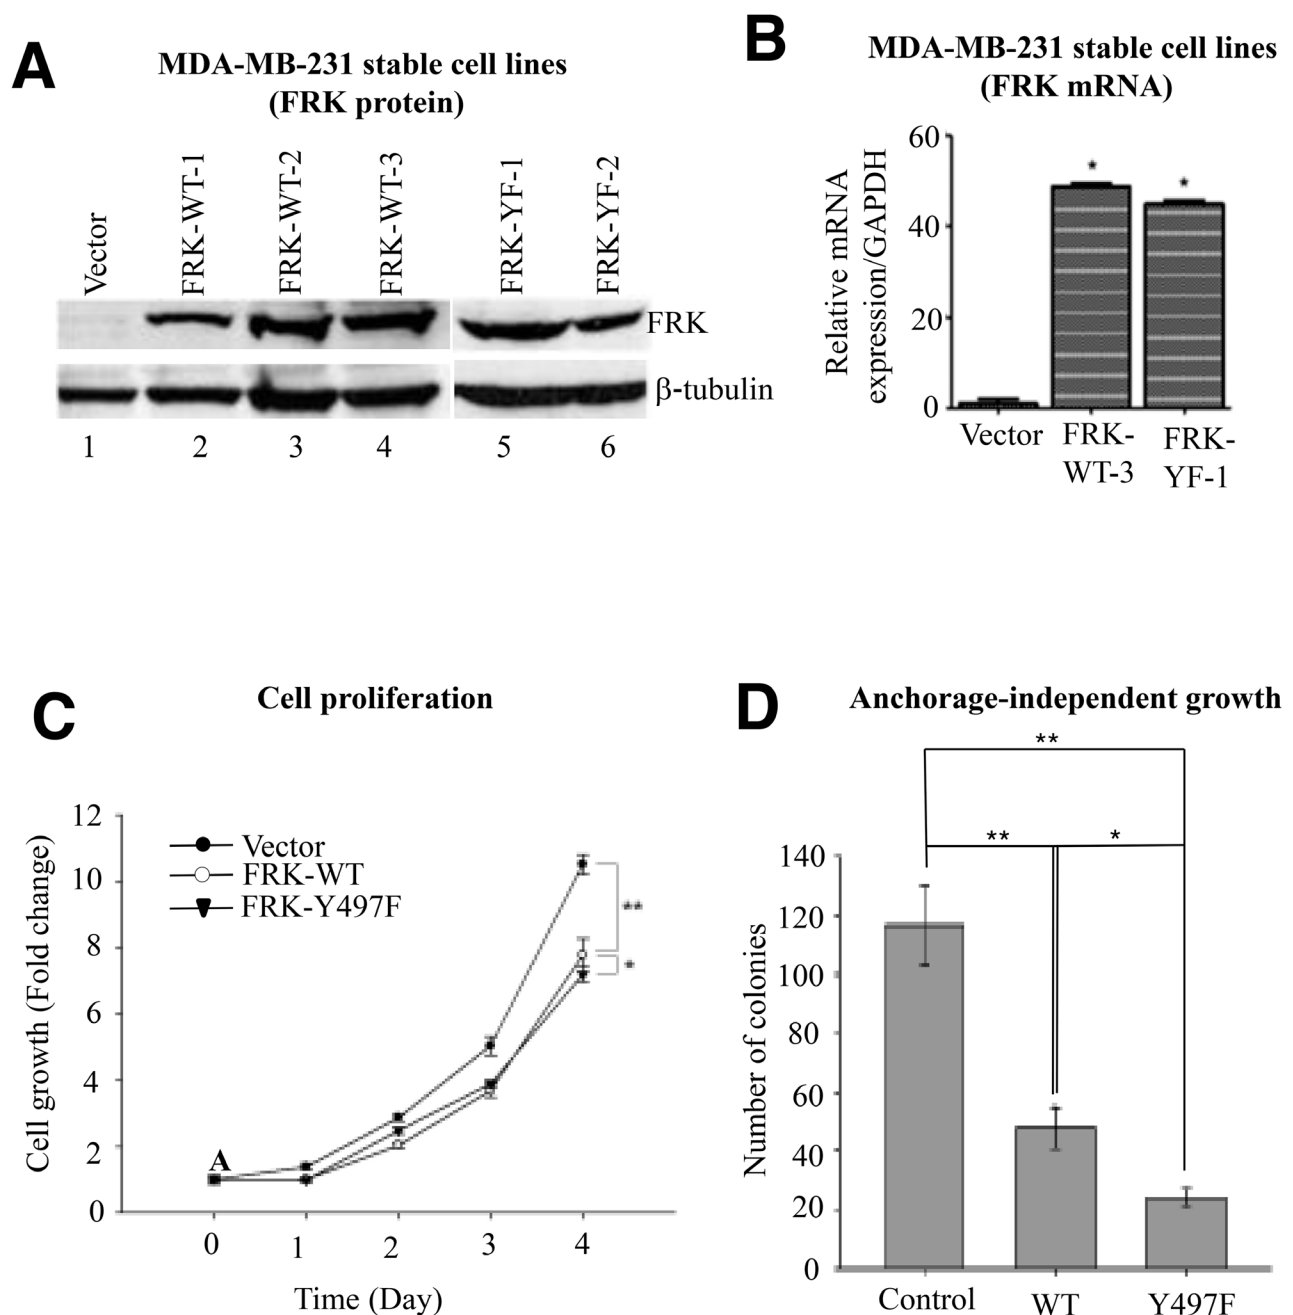 A
MDA-MB-231 stable cell lines
(FRK protein)
Vector
FRK-WT-1
FRK-WT-2
FRK-WT-3
FRK-YF-1
FRK-YF-2
FRK
β-tubulin
1 2 3 4 5 6
B
MDA-MB-231 stable cell lines
(FRK mRNA)
Relative mRNA
expression/GAPDH
60
40
20
0
*
*
Vector
FRK-
WT-3
FRK-
YF-1
C
Cell proliferation
Cell growth (Fold change)
12
10
8
6
4
2
0
Vector
FRK-WT
FRK-Y497F
**
*
A
0 1 2 3 4
Time (Day)
D
Anchorage-independent growth
**
**
*
Number of colonies
140
120
100
80
60
40
20
0
Control WT Y497F